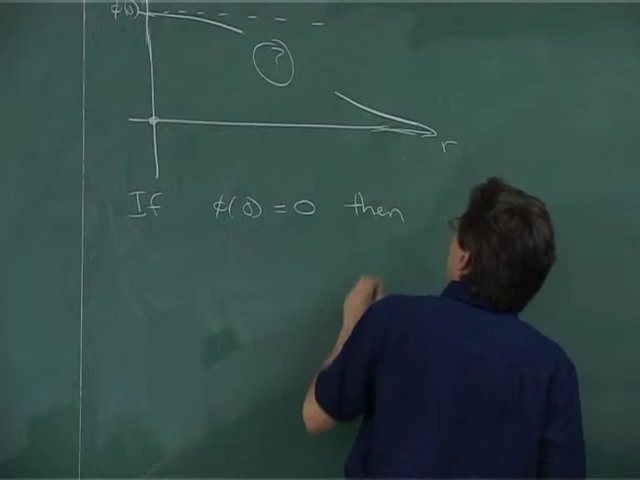 ϕ(0)
?
r
If ϕ(0) = 0 then